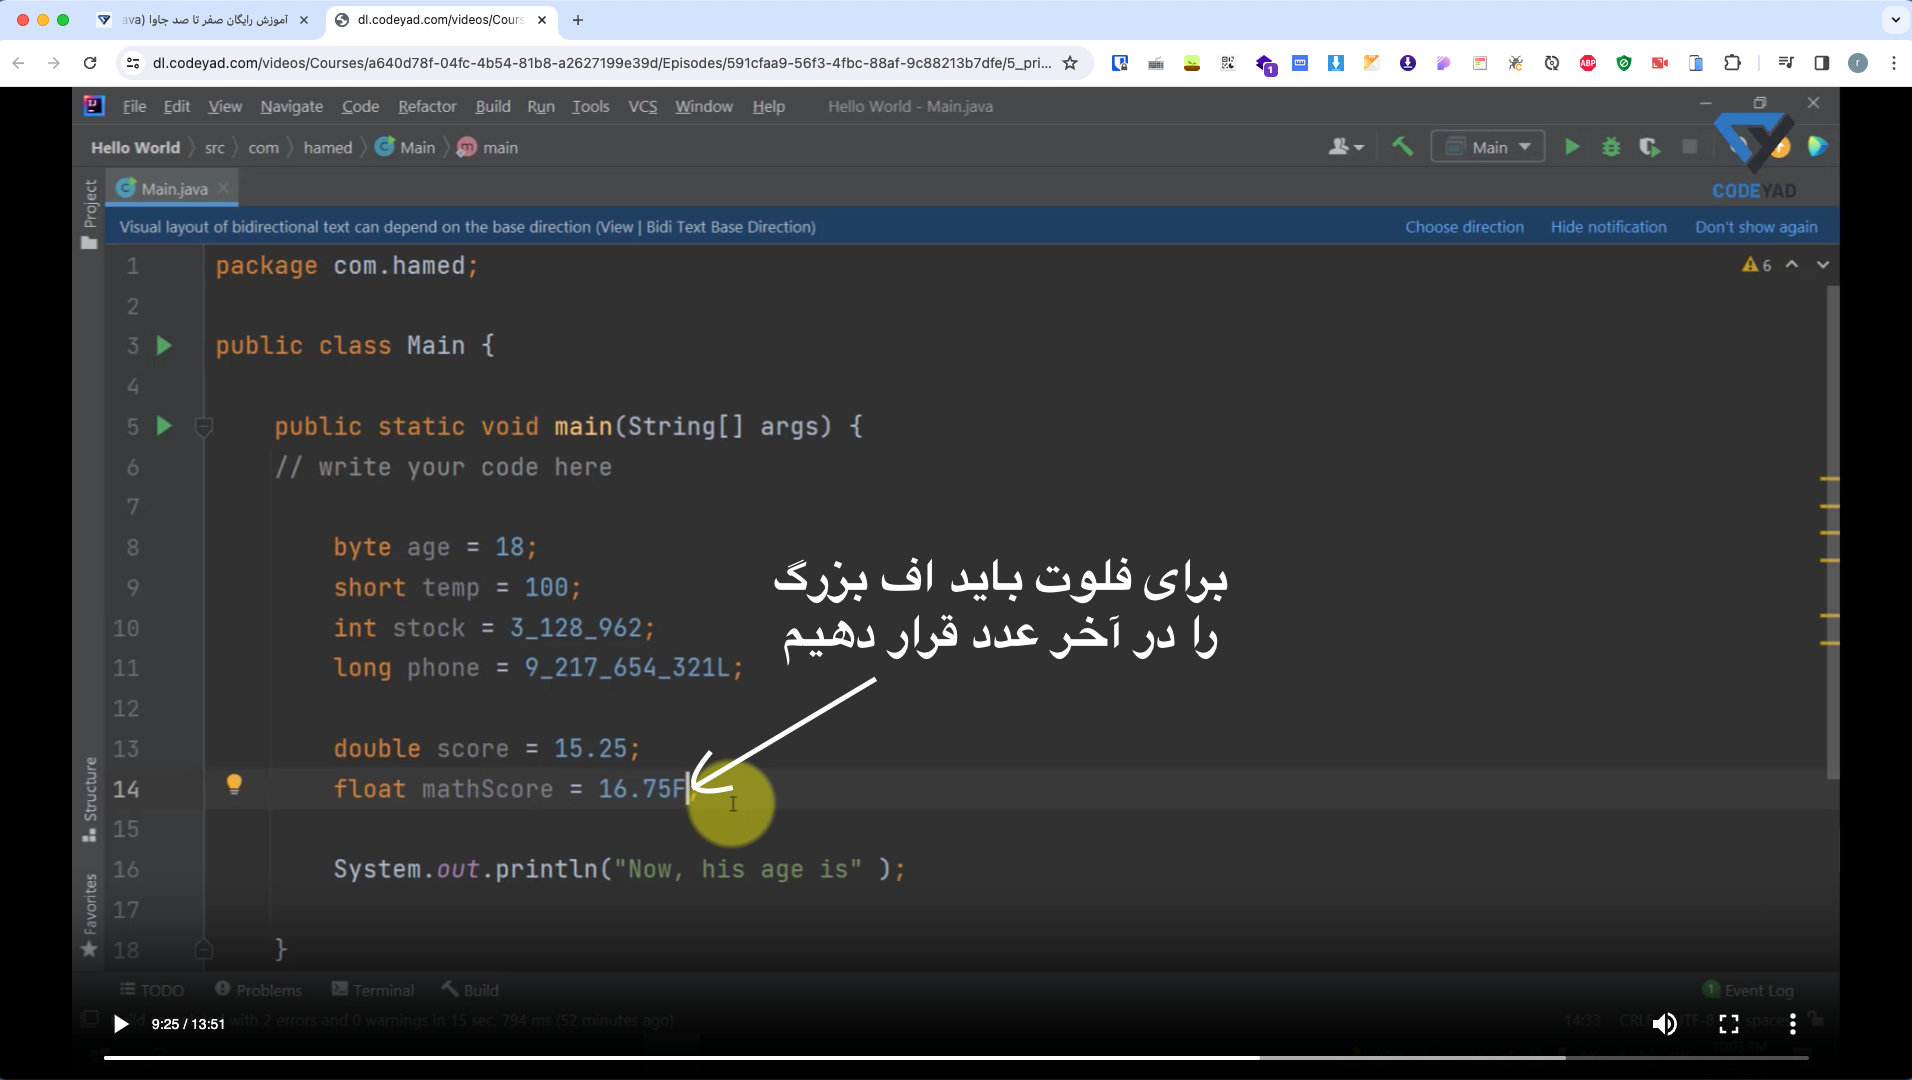 آموزش رایگان صفر تا صد جاوا (ava
dl.codeyad.com/videos/Cours
dl.codeyad.com/videos/Courses/a640d78f-04fc-4b54-81b8-a2627199e39d/Episodes/591cfaa9-56f3-4fbc-88af-9c88213b7dfe/5_pri...
1
ABP
r
File Edit View Navigate Code Refactor Build Run Tools VCS Window Help Hello World - Main.java
Hello World src com hamed Main main
Main
CODEYAD
Project
Main.java
Visual layout of bidirectional text can depend on the base direction (View | Bidi Text Base Direction) Choose direction Hide notification Don't show again
6
1 package com.hamed;
2
3 public class Main {
4
5 public static void main(String[] args) {
6 // write your code here
7
8 byte age = 18;
9 short temp = 100;
10 int stock = 3_128_962;
11 long phone = 9_217_654_321L;
12
13 double score = 15.25;
14 float mathScore = 16.75F;
15
16 System.out.println("Now, his age is" );
17
18 }
برای فلوت باید اف بزرگ
را در آخر عدد قرار دهیم
Structure
Favorites
TODO Problems Terminal Build
1 Event Log
9:25 / 13:51
with 2 errors and 0 warnings in 15 sec, 794 ms (52 minutes ago)
14:33 CRLF
10:03 PM